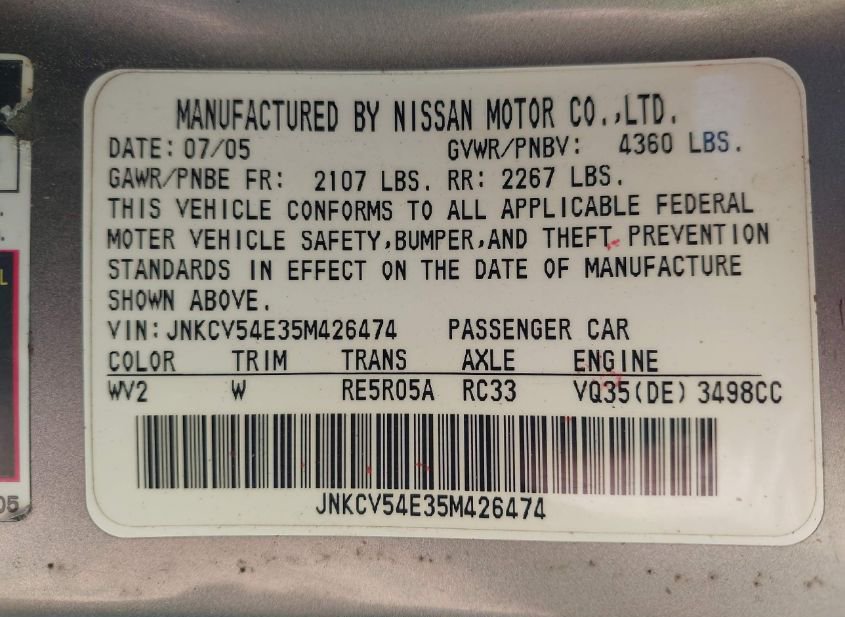 MANUFACTURED BY NISSAN MOTOR CO.,LTD.
DATE: 07/05 GVWR/PNBV: 4360 LBS.
GAWR/PNBE FR: 2107 LBS. RR: 2267 LBS.
THIS VEHICLE CONFORMS TO ALL APPLICABLE FEDERAL
MOTER VEHICLE SAFETY,BUMPER,AND THEFT PREVENTION
STANDARDS IN EFFECT ON THE DATE OF MANUFACTURE
SHOWN ABOVE.
VIN: JNKCV54E35M426474 PASSENGER CAR
COLOR TRIM TRANS AXLE ENGINE
WV2 W RE5R05A RC33 VQ35(DE) 3498CC
JNKCV54E35M426474
L
05